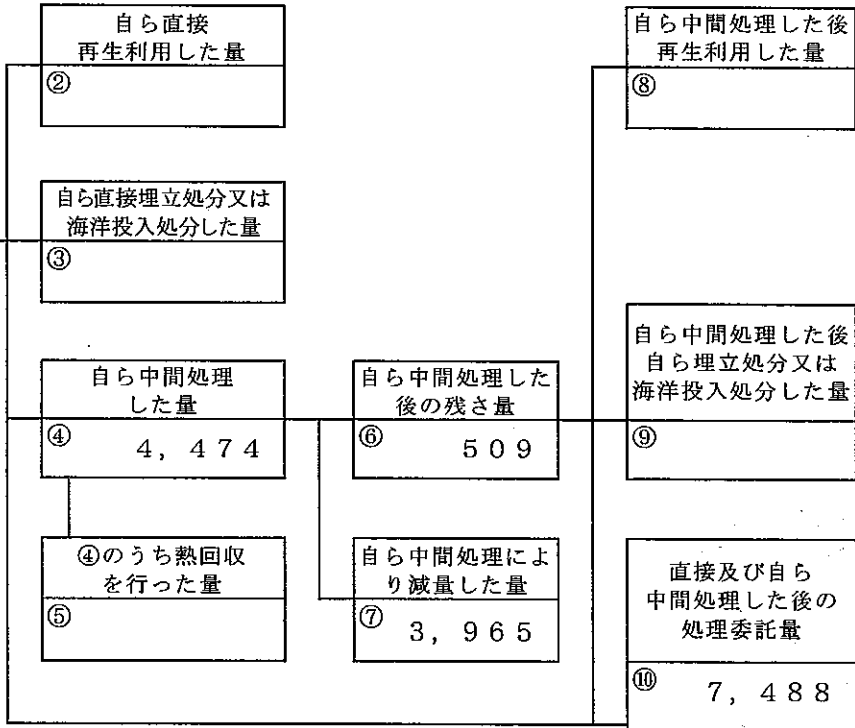 自ら直接
再生利用した量
②
自ら直接埋立処分又は
海洋投入処分した量
③
自ら中間処理
した量
④ 4,474
④のうち熱回収
を行った量
⑤
自ら中間処理した
後の残さ量
⑥ 509
自ら中間処理によ
り減量した量
⑦ 3,965
自ら中間処理した後
再生利用した量
⑧
自ら中間処理した後
自ら埋立処分又は
海洋投入処分した量
⑨
直接及び自ら
中間処理した後の
処理委託量
⑩ 7,488